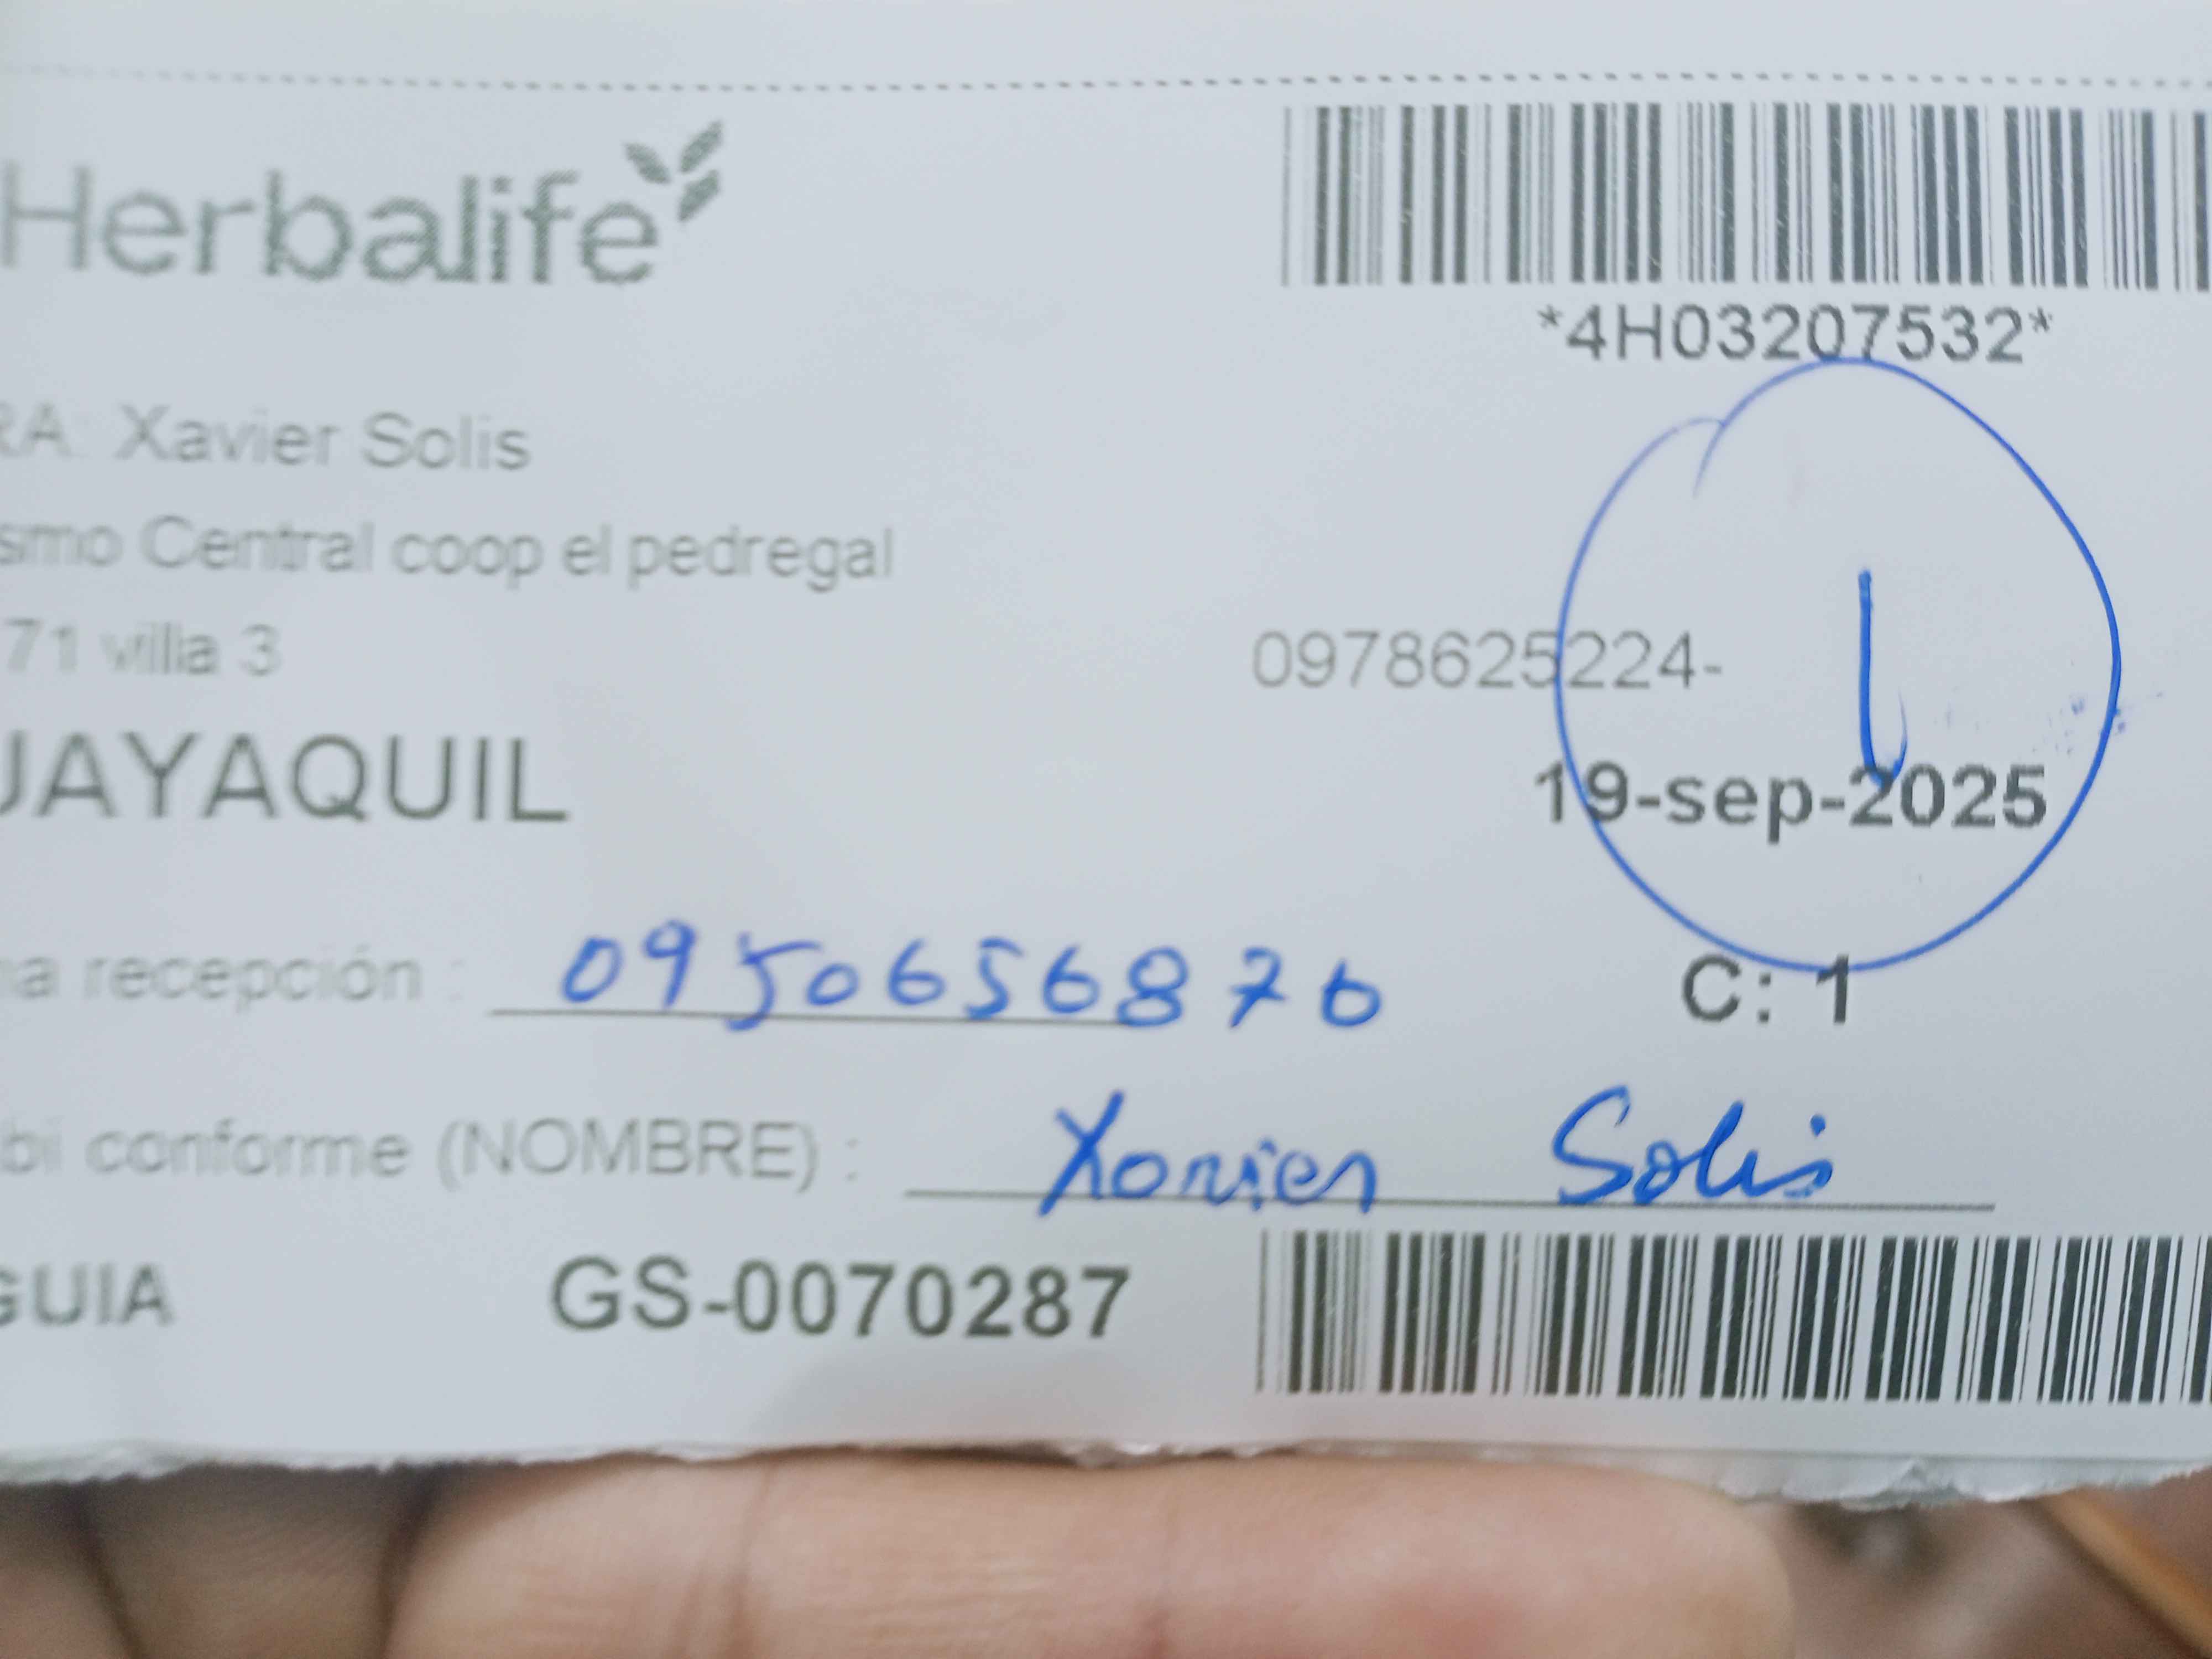 Herbalife
*4H03207532*
RA: Xavier Solis
smo Central coop el pedregal
71 villa 3
0978625224-
UAYAQUIL
19-sep-2025
a recepción : 0950656876
C: 1
bi conforme (NOMBRE) : Xavier Solis
GUIA GS-0070287